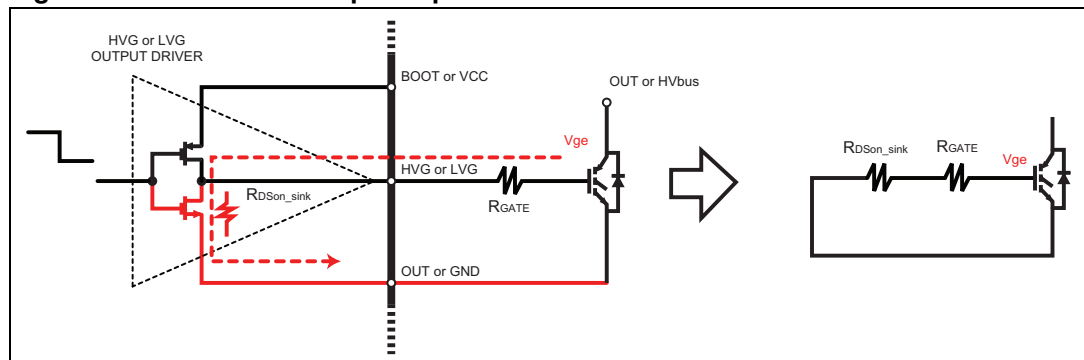 HVG or LVG
OUTPUT DRIVER
BOOT or VCC
OUT or HVbus
Vge
HVG or LVG
RDSon_sink
RGATE
OUT or GND
RDSon_sink
RGATE
Vge